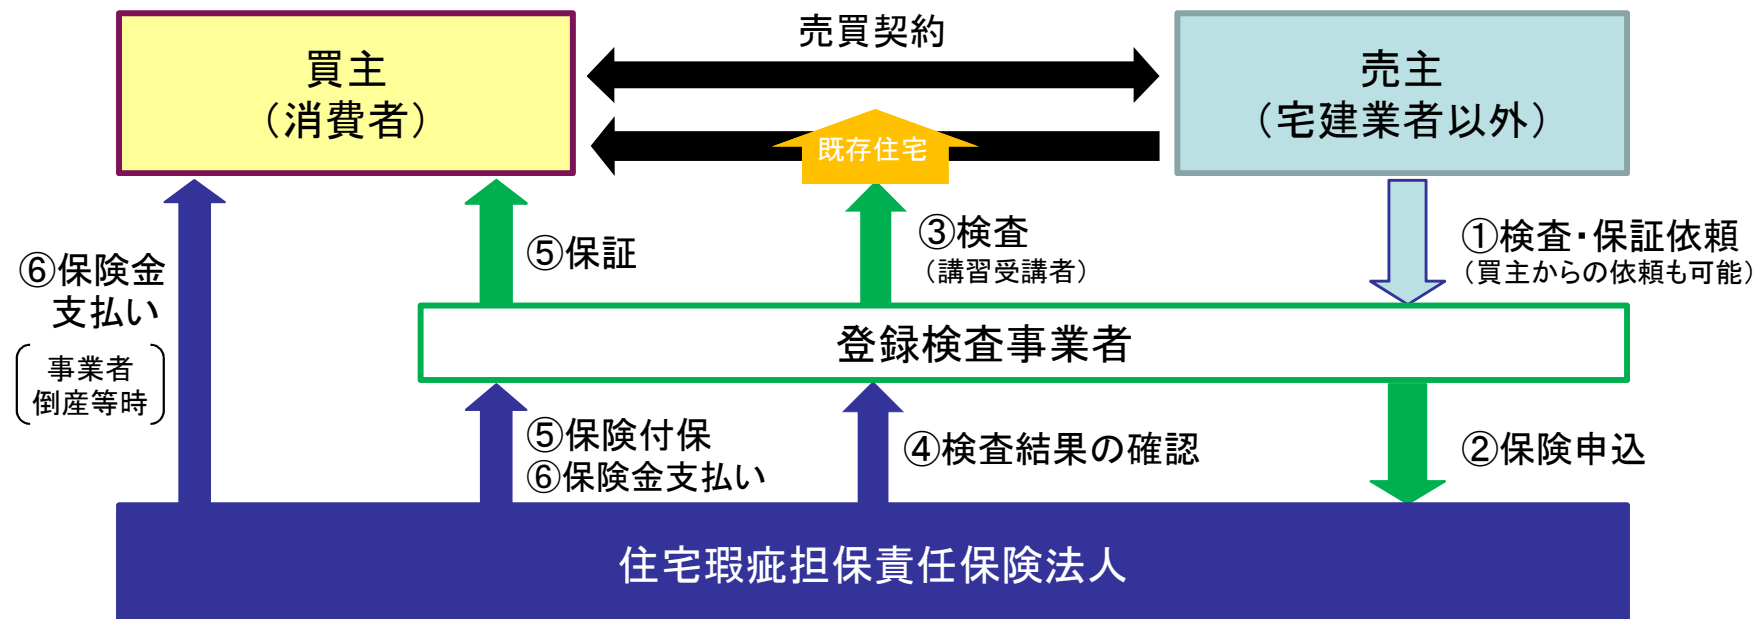 売買契約
買主
（消費者）
売主
（宅建業者以外）
既存住宅
⑥保険金
支払い
事業者
倒産等時
⑤保証
③検査
（講習受講者）
①検査・保証依頼
（買主からの依頼も可能）
登録検査事業者
⑤保険付保
⑥保険金支払い
④検査結果の確認
②保険申込
住宅瑕疵担保責任保険法人